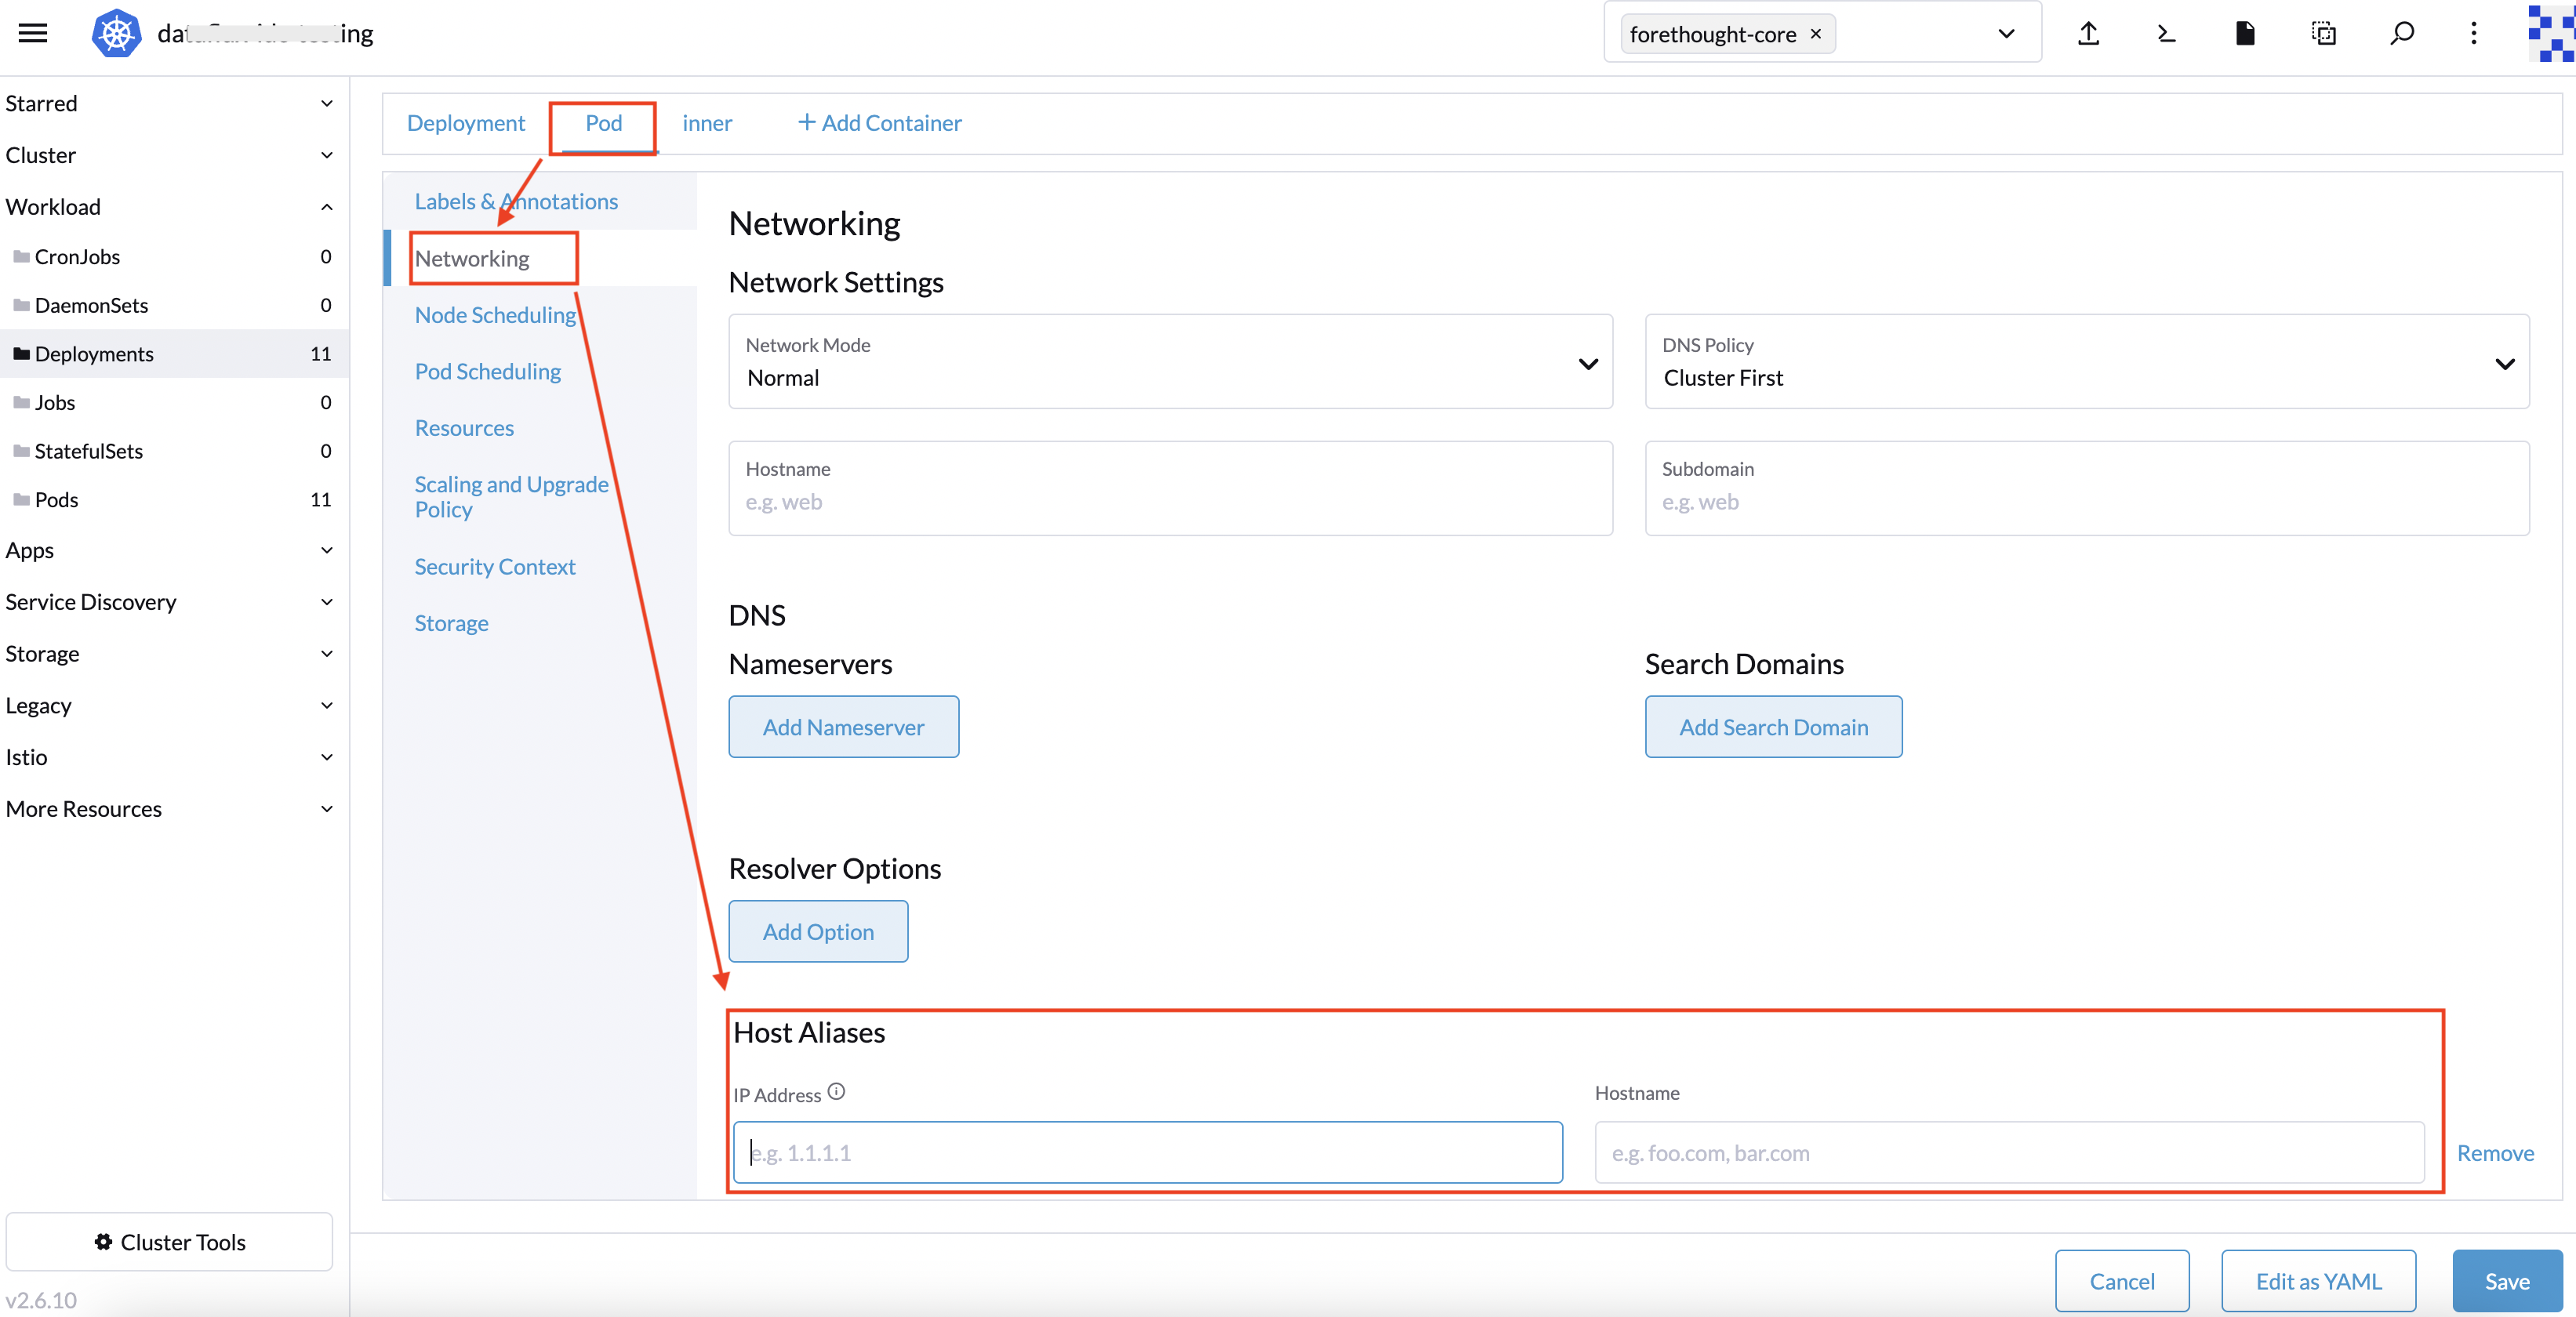 forethought-core ×
Starred
Cluster
Workload
CronJobs 0
DaemonSets 0
Deployments 11
Jobs 0
StatefulSets 0
Pods 11
Apps
Service Discovery
Storage
Legacy
Istio
More Resources
Cluster Tools
v2.6.10
Deployment Pod inner + Add Container
Labels & Annotations
Networking
Node Scheduling
Pod Scheduling
Resources
Scaling and Upgrade
Policy
Security Context
Storage
Networking
Network Settings
Network Mode
Normal
DNS Policy
Cluster First
Hostname
e.g. web
Subdomain
e.g. web
DNS
Nameservers
Add Nameserver
Search Domains
Add Search Domain
Resolver Options
Add Option
Host Aliases
IP Address
e.g. 1.1.1.1
Hostname
e.g. foo.com, bar.com
Remove
Cancel
Edit as YAML
Save